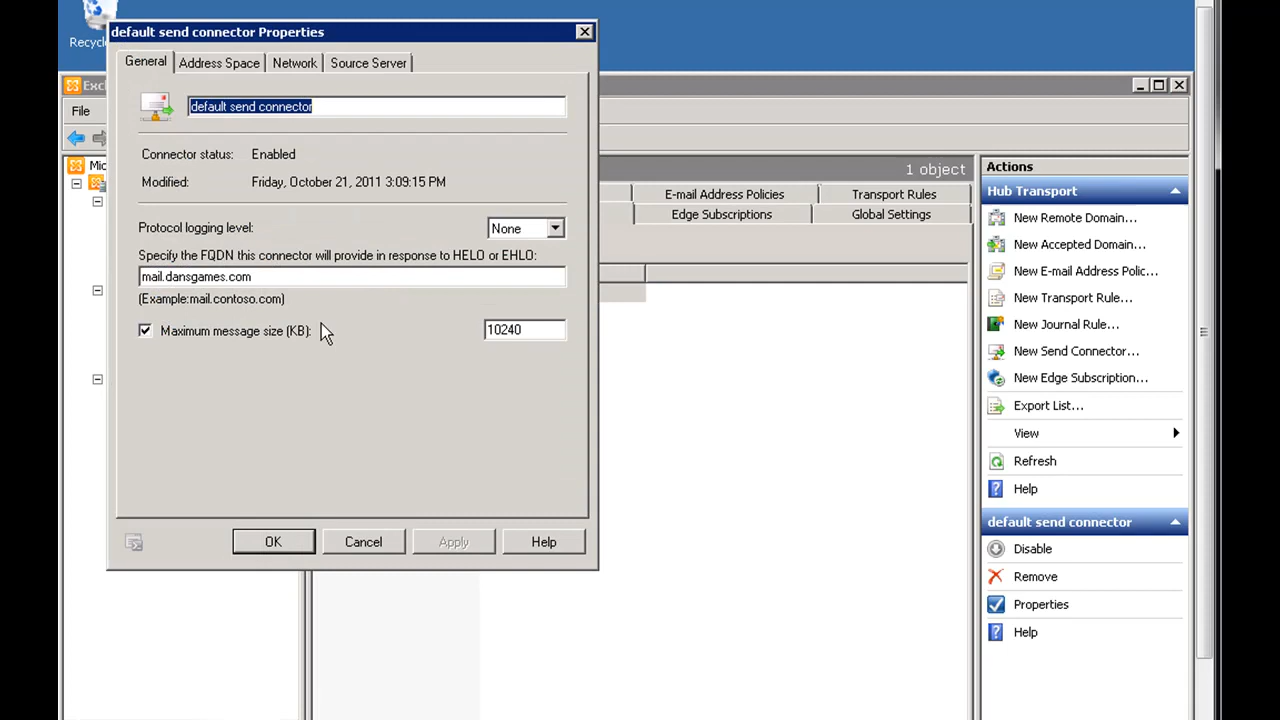 Recyc
default send connector Properties
General
Address Space
Network
Source Server
default send connector
Connector status: Enabled
Modified: Friday, October 21, 2011 3:09:15 PM
Protocol logging level: None
Specify the FQDN this connector will provide in response to HELO or EHLO:
mail.dansgames.com
(Example:mail.contoso.com)
Maximum message size (KB): 10240
OK
Cancel
Apply
Help
Exc
File
Mic
1 object
E-mail Address Policies
Transport Rules
Edge Subscriptions
Global Settings
Actions
Hub Transport
New Remote Domain...
New Accepted Domain...
New E-mail Address Polic...
New Transport Rule...
New Journal Rule...
New Send Connector...
New Edge Subscription...
Export List...
View
Refresh
Help
default send connector
Disable
Remove
Properties
Help